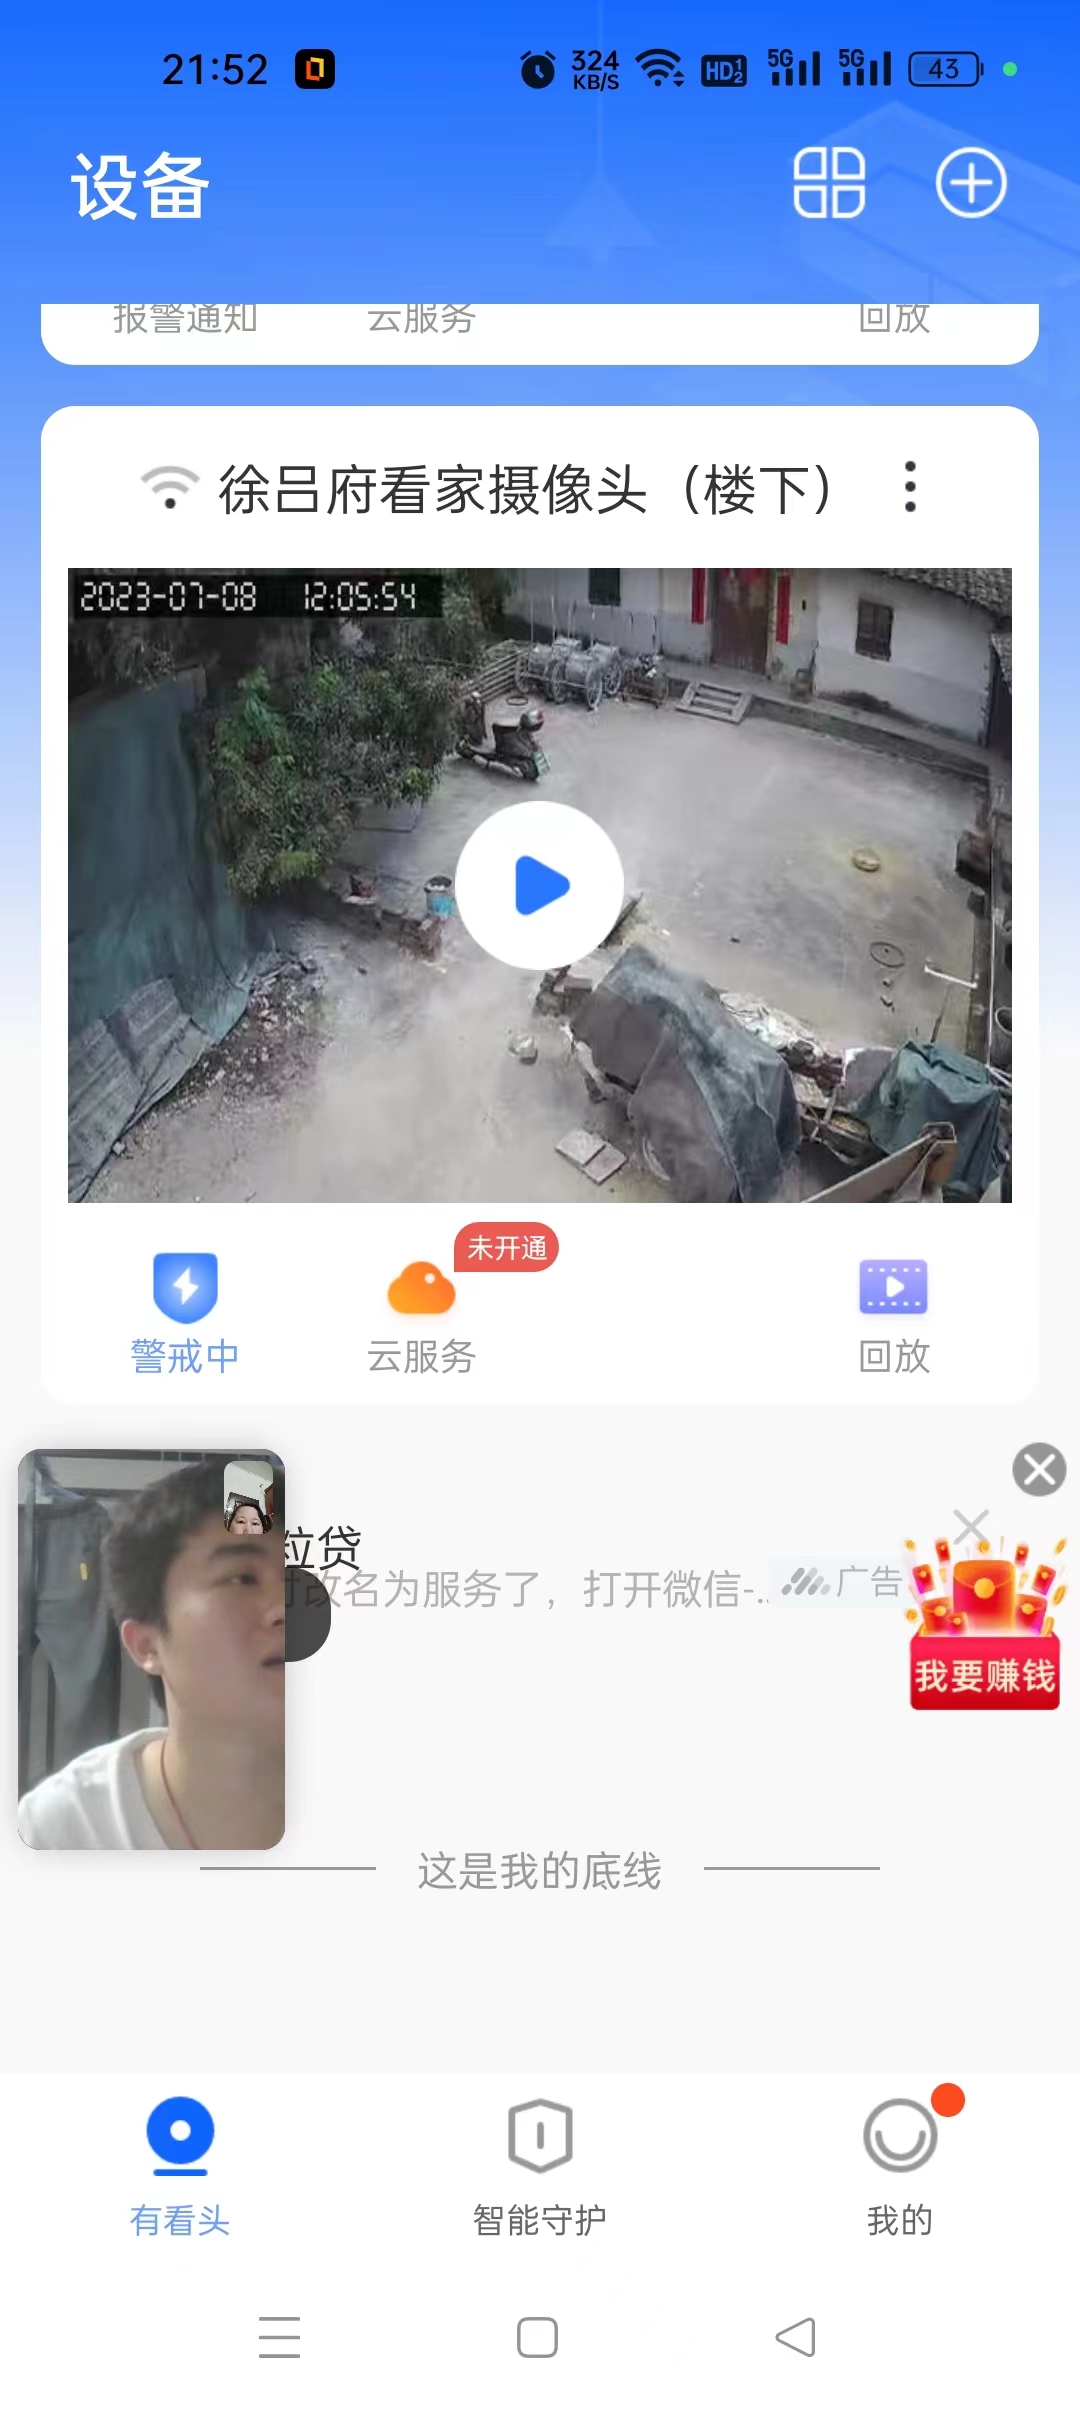 21:52
324
KB/S
HD 1 2
5G
5G
43
设备
报警通知
云服务
回放
徐吕府看家摄像头（楼下）
2023-07-08 12:05:54
未开通
警戒中
云服务
回放
粒贷
改名为服务了，打开微信-...
广告
我要赚钱
这是我的底线
有看头
智能守护
我的